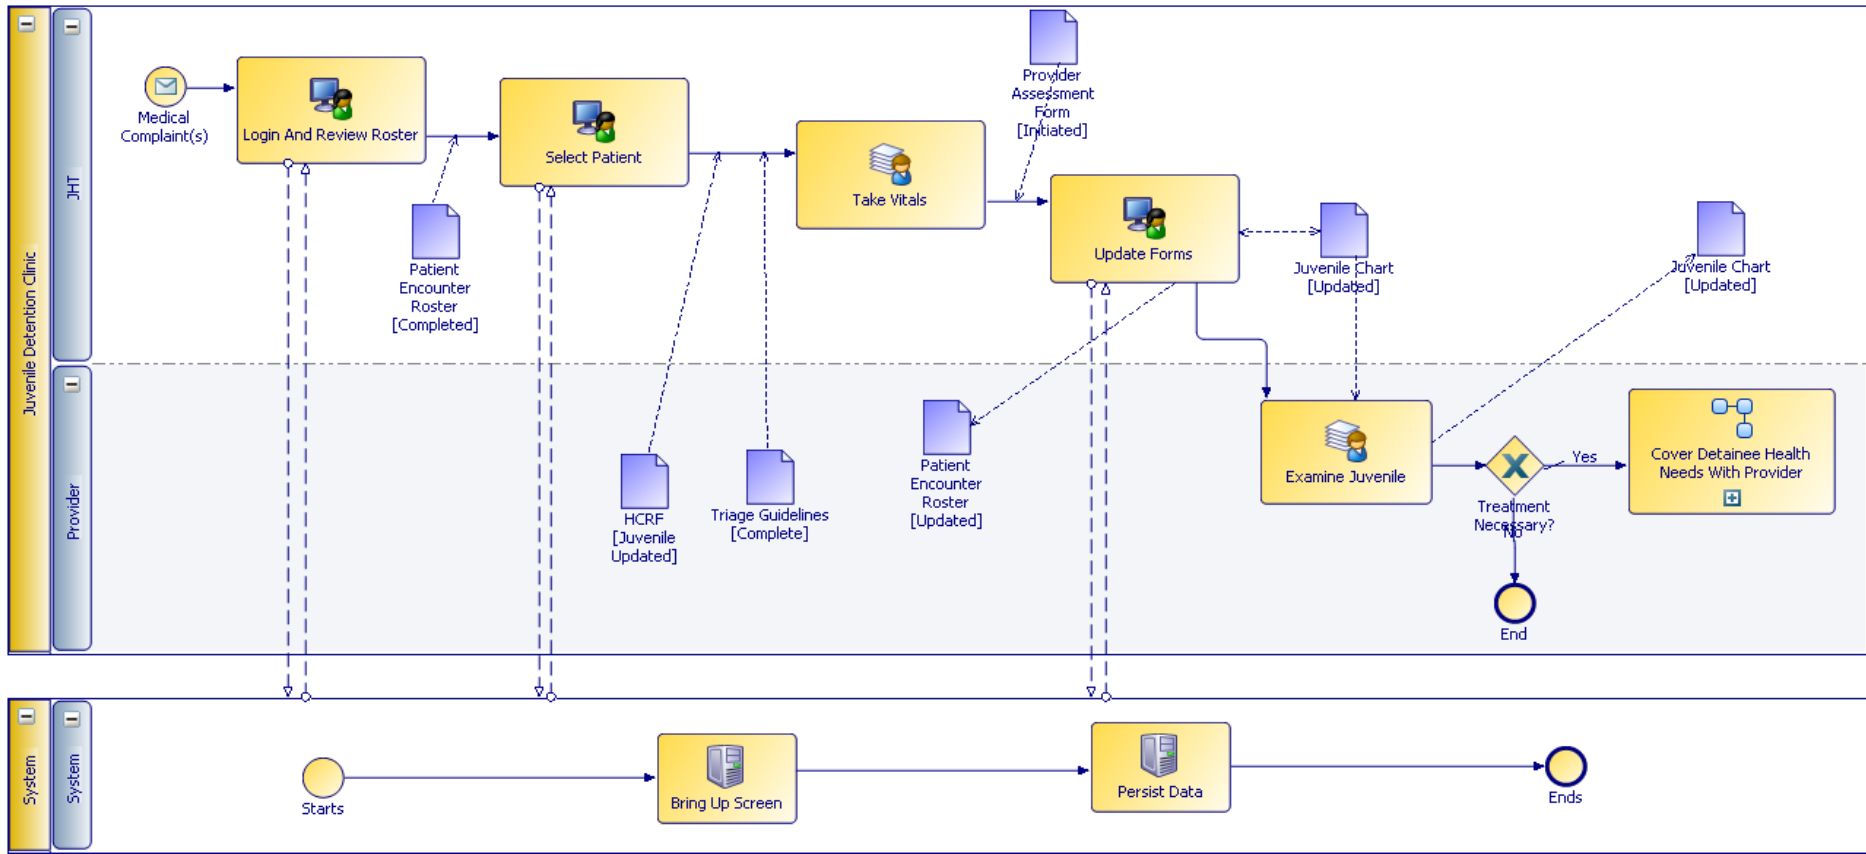 Juvenile Detention Clinic
JHT
Medical
Complaint(s)
Login And Review Roster
Patient
Encounter
Roster
[Completed]
Select Patient
HCRF
[Juvenile
Updated]
Triage Guidelines
[Complete]
Take Vitals
Provider
Assessment
Form
[Initiated]
Update Forms
Juvenile Chart
[Updated]
Juvenile Chart
[Updated]
Provider
Patient
Encounter
Roster
[Updated]
Examine Juvenile
Treatment
Necessary?
No
Yes
Cover Detainee Health
Needs With Provider
End
System
System
Starts
Bring Up Screen
Persist Data
Ends